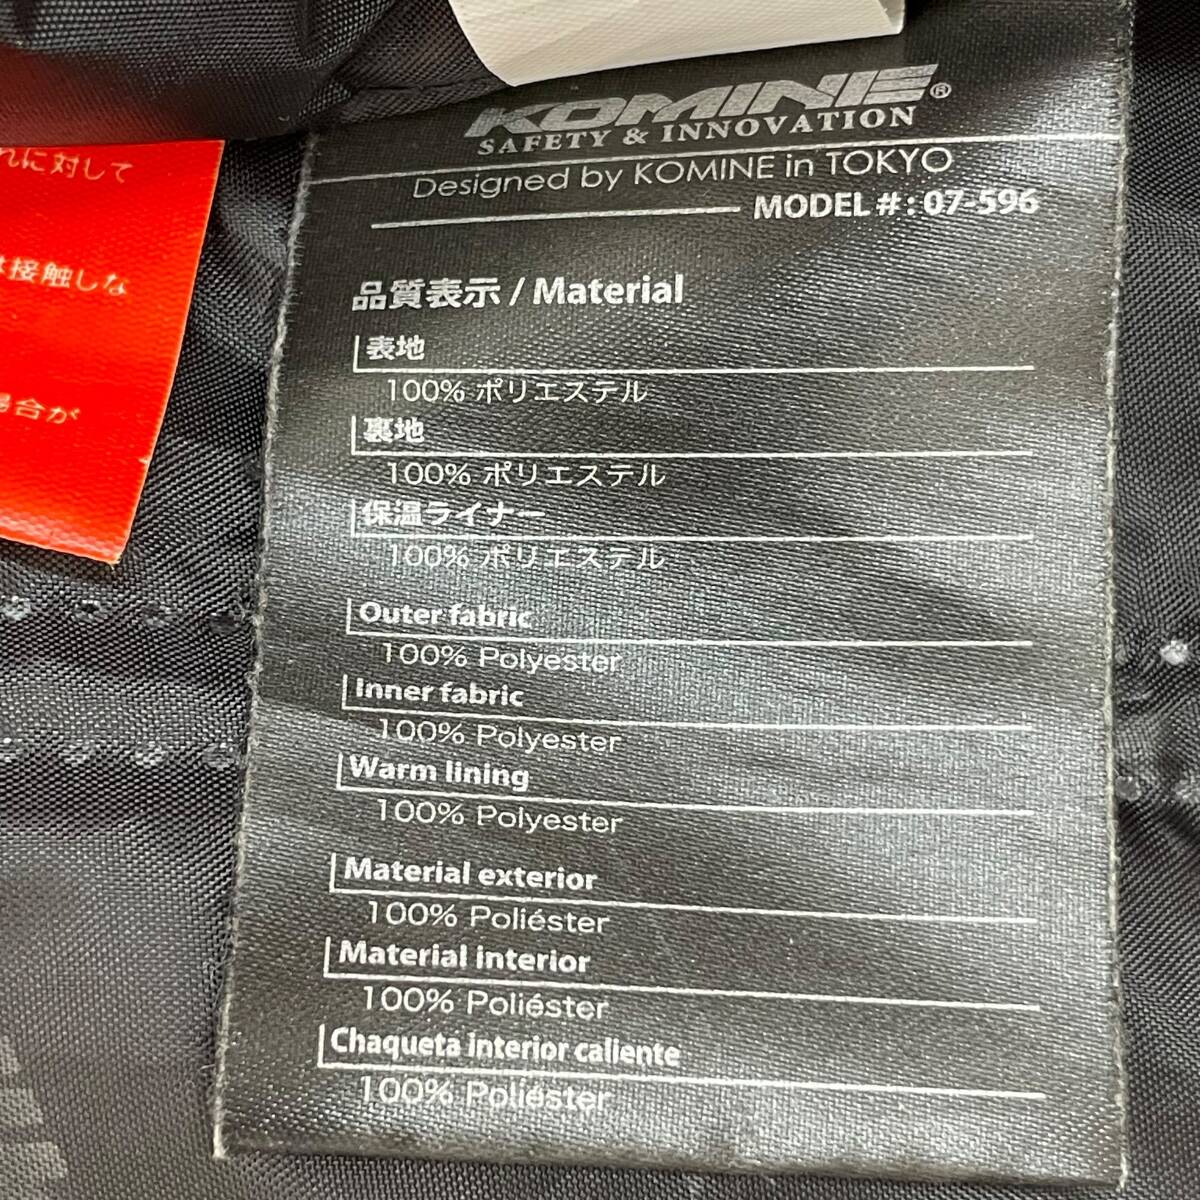 KOMINE®
SAFETY & INNOVATION
Designed by KOMINE in TOKYO
MODEL # : 07-596
品質表示 / Material
表地
100% ポリエステル
裏地
100% ポリエステル
保温ライナー
100% ポリエステル
Outer fabric
100% Polyester
Inner fabric
100% Polyester
Warm lining
100% Polyester
Material exterior
100% Poliéster
Material interior
100% Poliéster
Chaqueta interior caliente
100% Poliéster
れに対して
接触しな
場合が